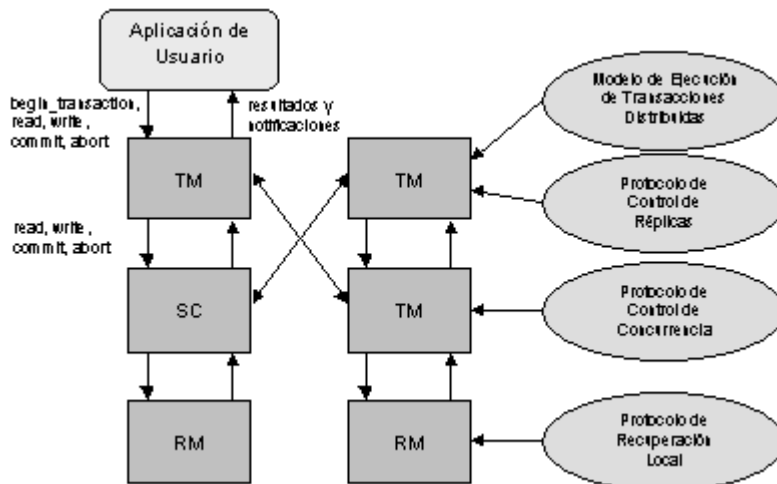 Aplicación de
Usuario
begin_transaction,
read, write,
commit, abort
resultados y
notificaciones
Modelo de Ejecución
de Transacciones
Distribuidas
TM
TM
Protocolo de
Control de
Réplicas
read, write,
commit, abort
SC
TM
Protocolo de
Control de
Concurrencia
RM
RM
Protocolo de
Recuperación
Local